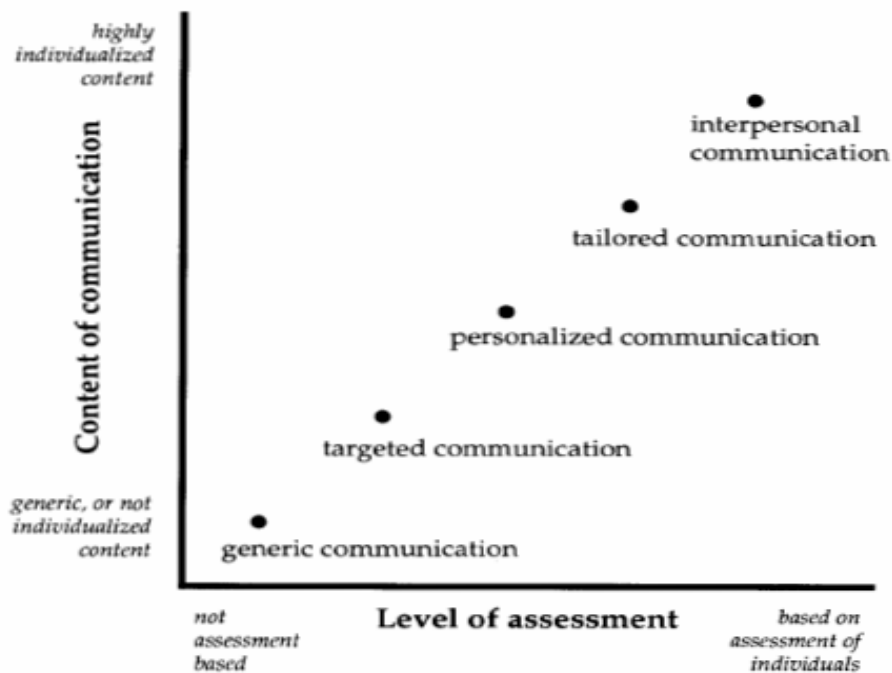 highly
individualized
content
interpersonal
communication
tailored communication
Content of communication
personalized communication
targeted communication
generic, or not
individualized
content
generic communication
not
assessment
based
Level of assessment
based on
assessment of
individuals